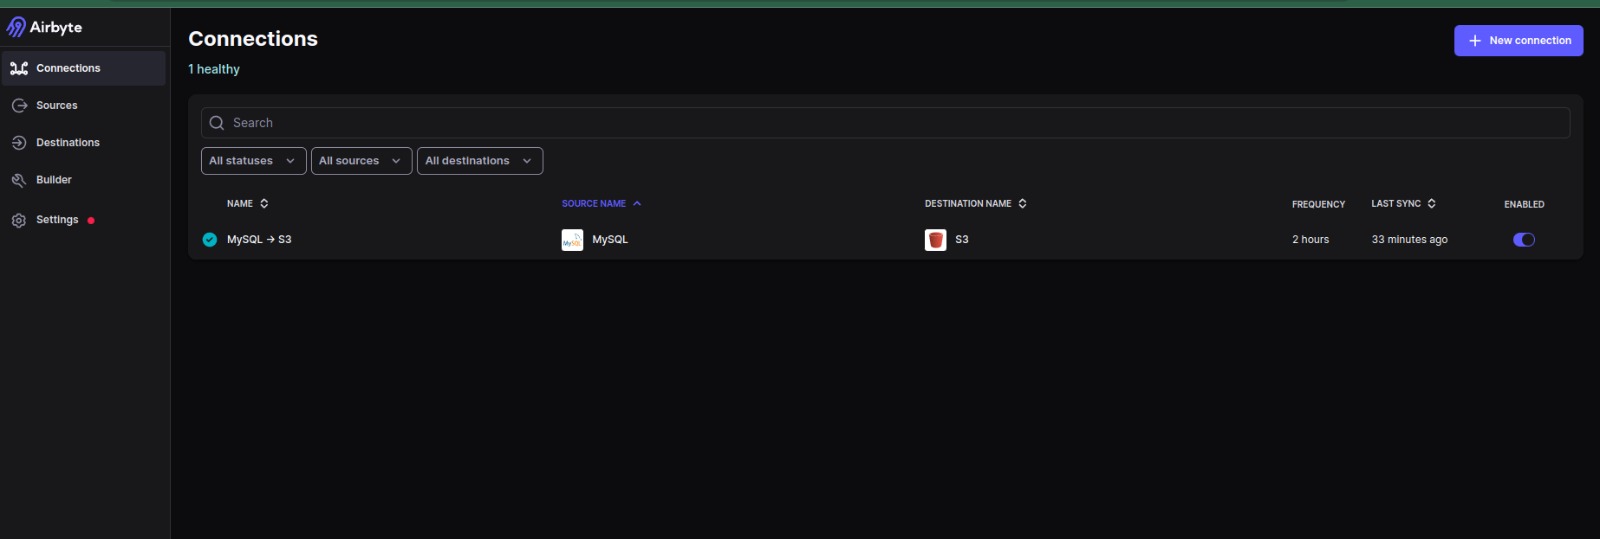 Airbyte
Connections
Sources
Destinations
Builder
Settings
Connections
1 healthy
New connection
Search
All statuses All sources All destinations
NAME SOURCE NAME DESTINATION NAME FREQUENCY LAST SYNC ENABLED
MySQL → S3 MySQL MySQL S3 2 hours 33 minutes ago